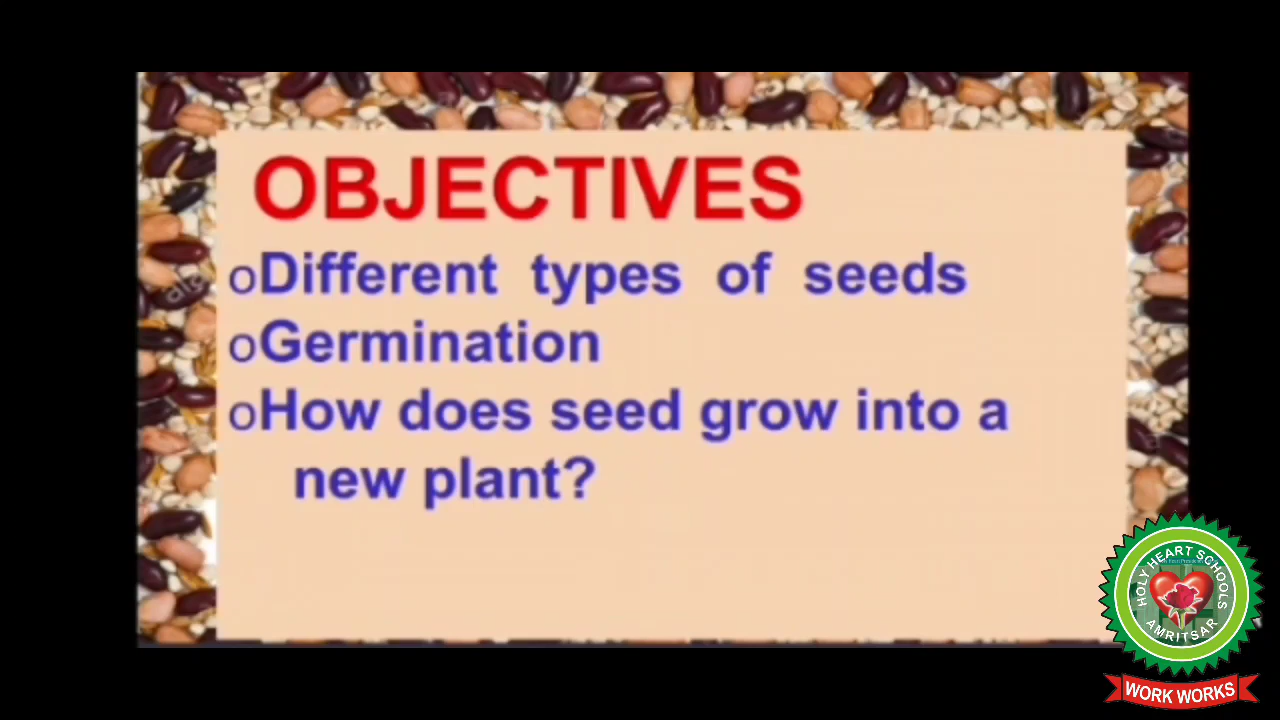 OBJECTIVES
oDifferent types of seeds
oGermination
oHow does seed grow into a
new plant?
HOLY HEART SCHOOLS
AMRITSAR
WORK WORKS